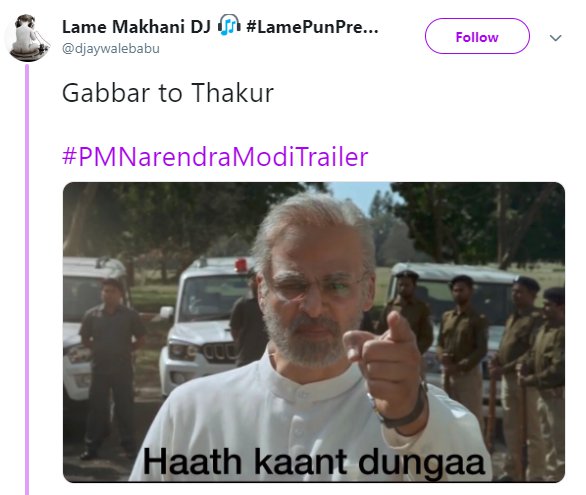 Lame Makhani DJ 🎧 #LamePunPre...
@djaywalebabu
Follow
Gabbar to Thakur
#PMNarendraModiTrailer
Haath kaant dungaa